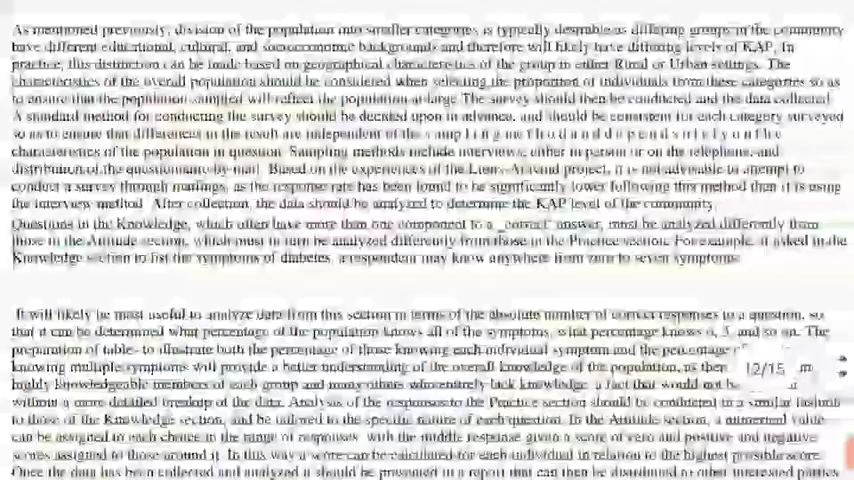 As mentioned previously, division of the population into smaller categories is typically desirable as differing groups in the community
have different educational, cultural, and socioeconomic backgrounds and therefore will likely have differing levels of KAP. In
practice, this distinction can be made based on geographical characteristics of the group in either Rural or Urban settings. The
characteristics of the overall population should be considered when selecting the proportion of individuals from these categories so as
to ensure that the population sampled will reflect the population at large. The survey should then be conducted and the data collected.
A standard method for conducting the survey should be decided upon in advance, and should be consistent for each category surveyed
so as to ensure that differences in the result are independent of the s a m p l i n g m e t h o d a n d d e p e n d s o l e l y o n t h e
characteristics of the population in question. Sampling methods include interviews, either in person or on the telephone, and
distribution of the questionnaire by mail. Based on the experiences of the Lions Aravind project, it is not advisable to attempt to
conduct a survey through mailings, as the response rate has been found to be significantly lower following this method than it is using
the interview method. After collection, the data should be analyzed to determine the KAP level of the community.
Questions in the Knowledge, which often have more than one component to a _correct' answer, must be analyzed differently from
those in the Attitude section, which must in turn be analyzed differently from those in the Practice section. For example, if asked in the
Knowledge section to list the symptoms of diabetes, a respondent may know anywhere from zero to seven symptoms.
It will likely be most useful to analyze data from this section in terms of the absolute number of correct responses to a question, so
that it can be determined what percentage of the population knows all of the symptoms, what percentage knows 6, 5, and so on. The
preparation of tables to illustrate both the percentage of those knowing each individual symptom and the percentage
knowing multiple symptoms will provide a better understanding of the overall knowledge of the population, as
12/15
highly knowledgeable members of each group and many others who entirely lack knowledge, a fact that would not be
without a more detailed breakup of the data. Analysis of the responses to the Practice section should be conducted in a similar fashion
to those of the Knowledge section, and be tailored to the specific nature of each question. In the Attitude section, a numerical value
can be assigned to each choice in the range of responses, with the middle response given a score of zero and positive and negative
scores assigned to those around it. In this way a score can be calculated for each individual in relation to the highest possible score.
Once the data has been collected and analyzed it should be presented in a report that can then be distributed to other interested parties